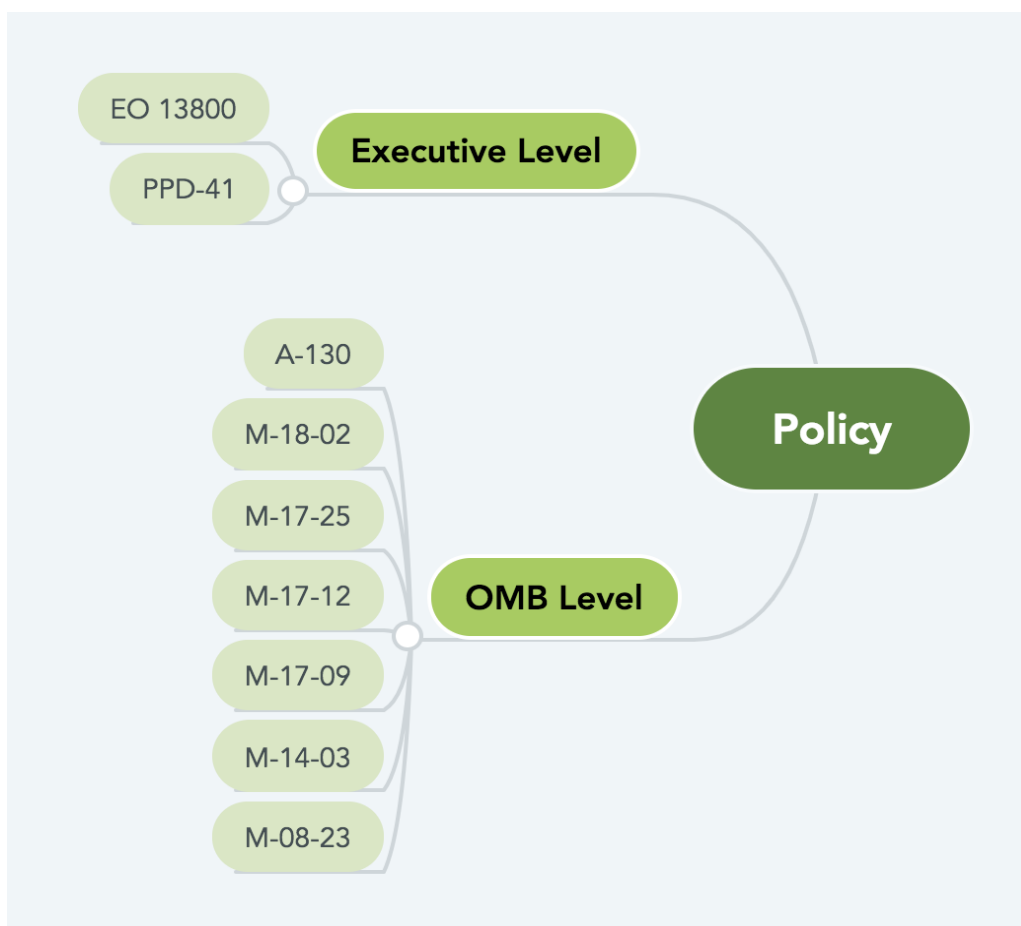 EO 13800
Executive Level
PPD-41
A-130
M-18-02
Policy
M-17-25
M-17-12
OMB Level
M-17-09
M-14-03
M-08-23